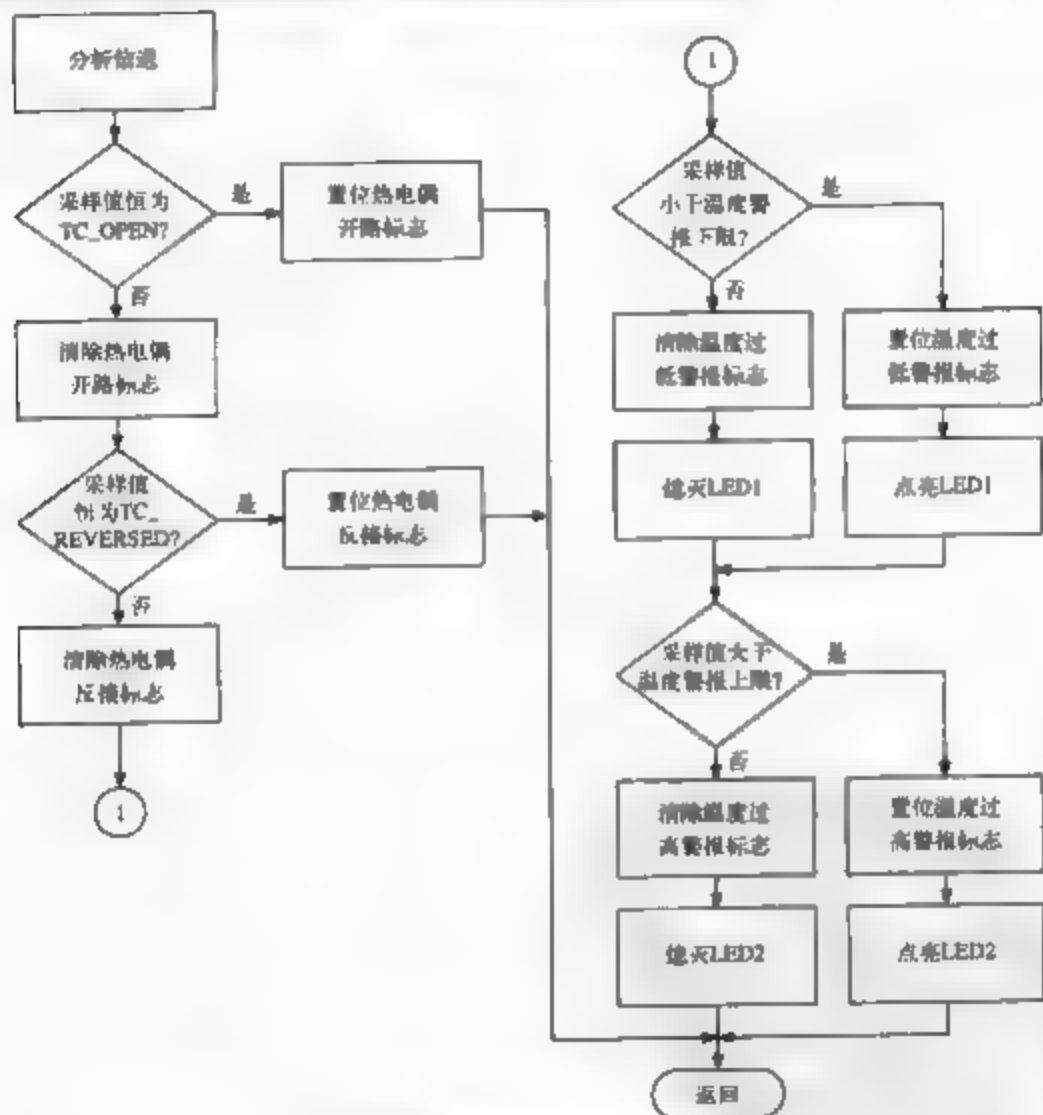 分析信道
采样值恒为
TC_OPEN?
是
置位热电偶
开路标志
否
清除热电偶
开路标志
采样值
恒为TC_
REVERSED?
是
置位热电偶
反接标志
否
清除热电偶
反接标志
1
1
采样值
小于温度警
报下限?
是
否
清除温度过
低警报标志
置位温度过
低警报标志
熄灭LED1
点亮LED1
采样值大于
温度警报上限?
是
否
清除温度过
高警报标志
置位温度过
高警报标志
熄灭LED2
点亮LED2
返回